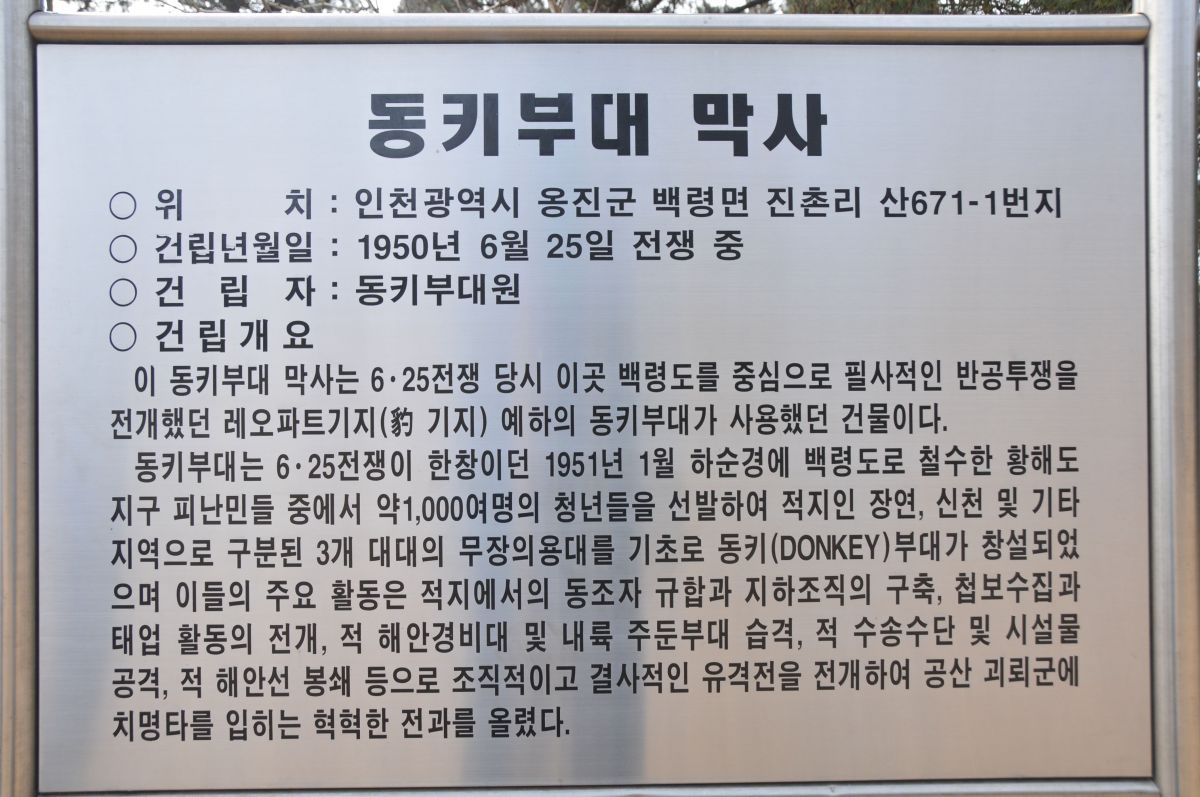 동키부대 막사
○ 위 치 : 인천광역시 옹진군 백령면 진촌리 산671-1번지
○ 건립년월일 : 1950년 6월 25일 전쟁 중
○ 건 립 자 : 동키부대원
○ 건립개요
이 동키부대 막사는 6·25전쟁 당시 이곳 백령도를 중심으로 필사적인 반공투쟁을
전개했던 레오파트기지(豹 기지) 예하의 동키부대가 사용했던 건물이다.
동키부대는 6·25전쟁이 한창이던 1951년 1월 하순경에 백령도로 철수한 황해도
지구 피난민들 중에서 약1,000여명의 청년들을 선발하여 적지인 장연, 신천 및 기타
지역으로 구분된 3개 대대의 무장의용대를 기초로 동키(DONKEY)부대가 창설되었
으며 이들의 주요 활동은 적지에서의 동조자 규합과 지하조직의 구축, 첩보수집과
태업 활동의 전개, 적 해안경비대 및 내륙 주둔부대 습격, 적 수송수단 및 시설물
공격, 적 해안선 봉쇄 등으로 조직적이고 결사적인 유격전을 전개하여 공산 괴뢰군에
치명타를 입히는 혁혁한 전과를 올렸다.